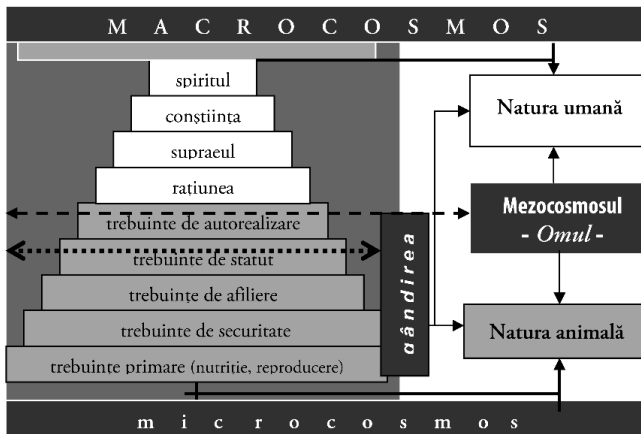 M A C R O C O S M O S
spiritul
conștiința
supraeul
rațiunea
trebuințe de autorealizare
trebuințe de statut
trebuințe de afiliere
trebuințe de securitate
trebuințe primare (nutriție, reproducere)
gândirea
Natura umană
Mezocosmosul
- Omul -
Natura animală
m i c r o c o s m o s